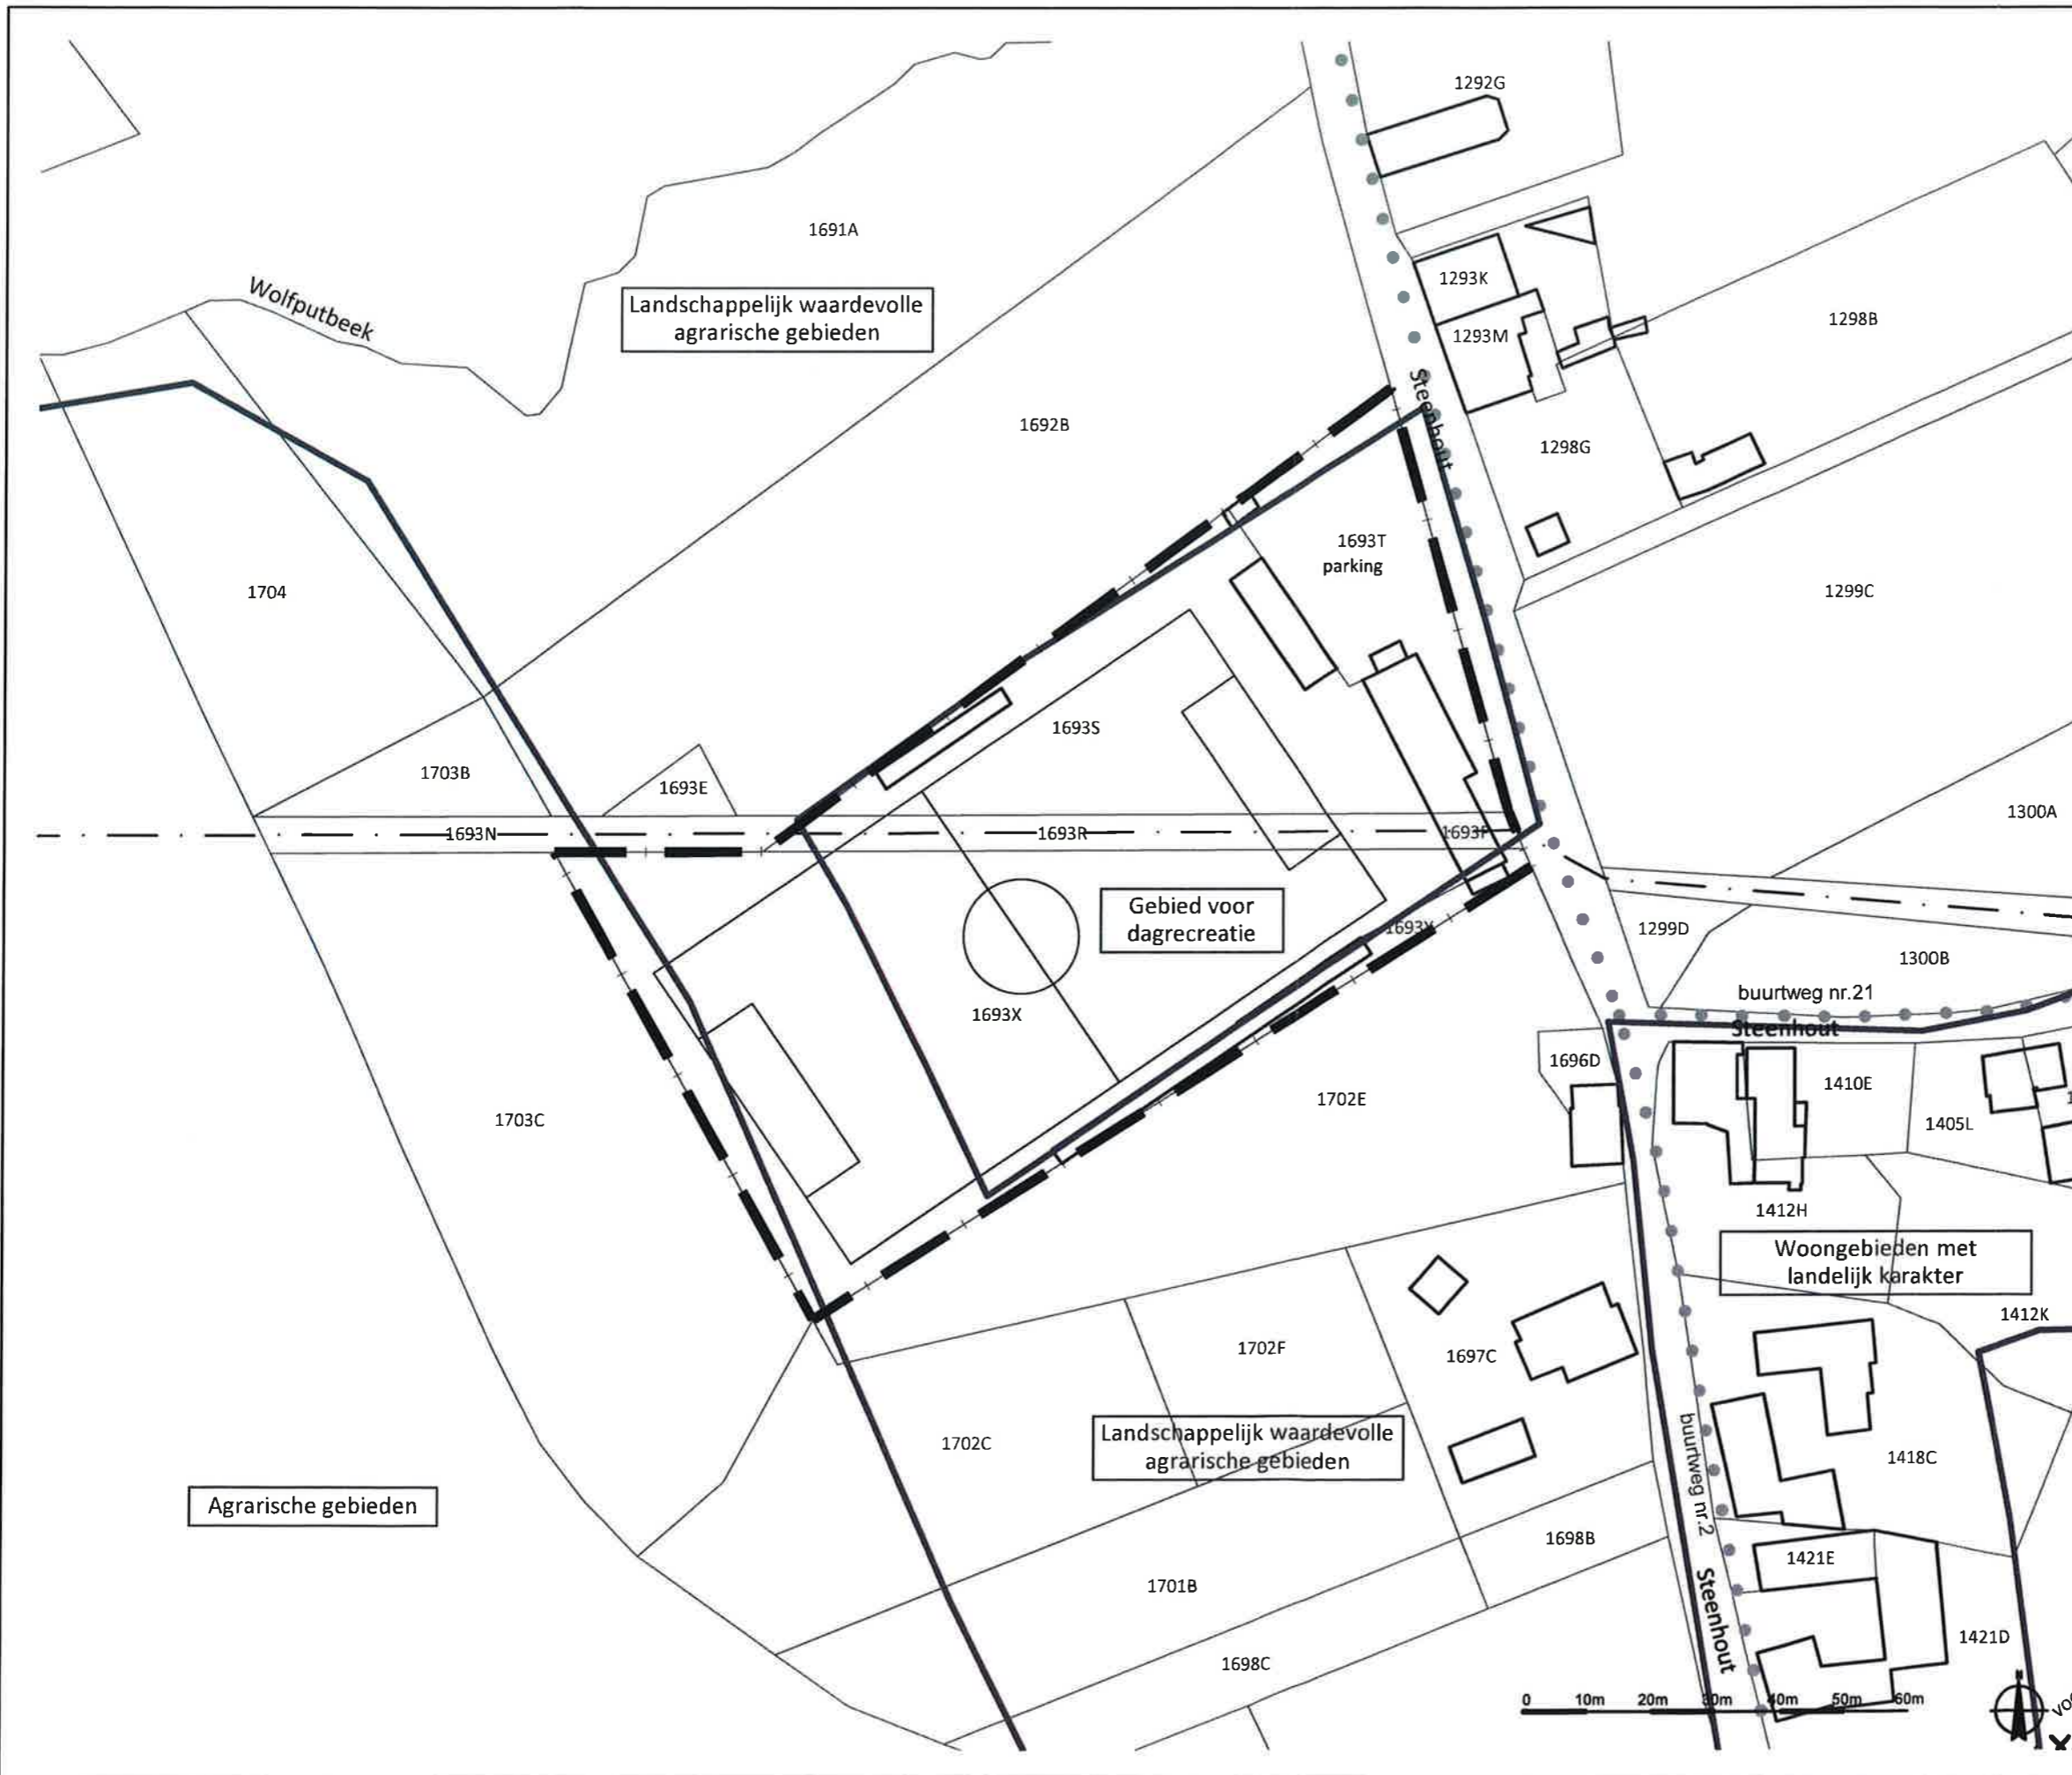 1292G
1691A
Wolfputbeek
1293K
Landschappelijk waardevolle
agrarische gebieden
1293M
1298B
Steenhout
1692B
1298G
1693T
parking
1704
1299C
1693S
1703B
1693E
1300A
1693N
1693R
Gebied voor
dagrecreatie
1299D
1300B
buurtweg nr.21
Steenhout
1693X
1696D
1410E
1702E
1703C
1405L
1412H
Woongebieden met
landelijk karakter
1412K
1702F
1697C
1702C
Landschappelijk waardevolle
agrarische gebieden
1418C
Agrarische gebieden
buurtweg nr.2
1698B
1421E
1701B
Steenhout
1421D
1698C
0 10m 20m 30m 40m 50m 60m